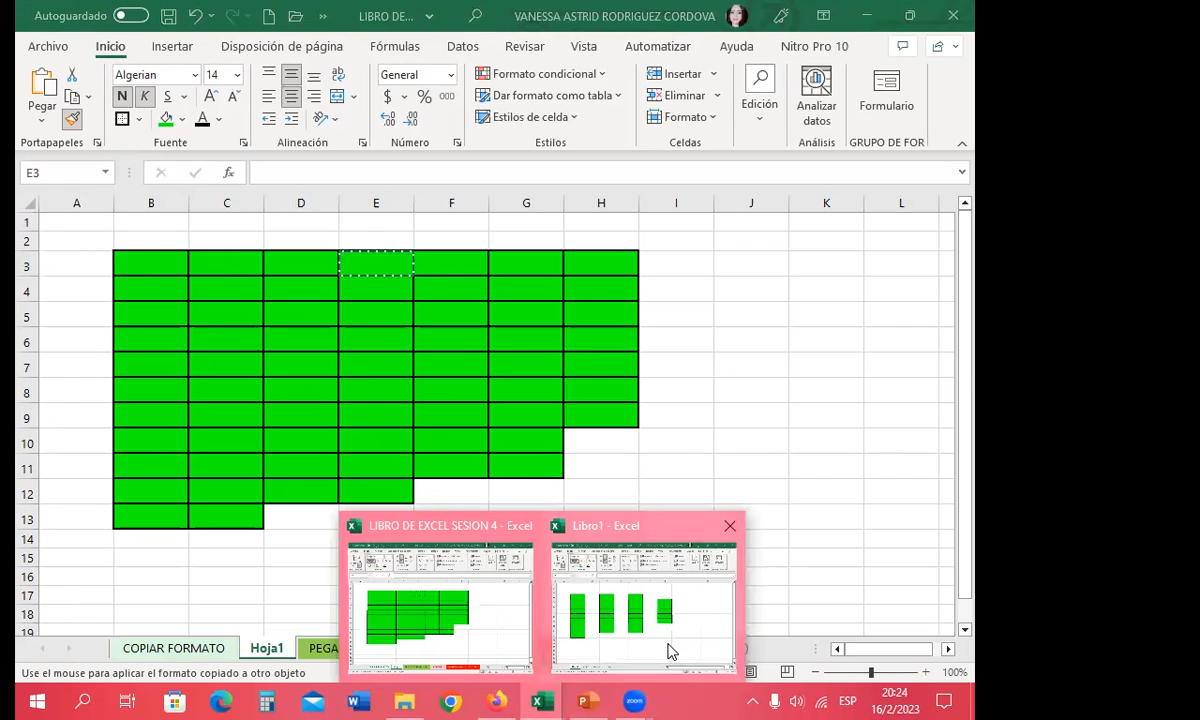 Autoguardado LIBRO DE... VANESSA ASTRID RODRIGUEZ CORDOVA
Archivo Inicio Insertar Disposición de página Fórmulas Datos Revisar Vista Automatizar Ayuda Nitro Pro 10
Pegar
Algerian 14
N K S A A
A
ab
General
$ % 000
Formato condicional
Dar formato como tabla
Estilos de celda
Insertar
Eliminar
Formato
Edición
Analizar datos
Formulario
Portapapeles Fuente Alineación Número Estilos Celdas Análisis GRUPO DE FOR
E3 fx
A B C D E F G H I J K L
1
2
3
4
5
6
7
8
9
10
11
12
13
14
15
16
17
18
19
LIBRO DE EXCEL SESION 4 - Excel Libro1 - Excel
COPIAR FORMATO Hoja1 PEGA
Use el mouse para aplicar el formato copiado a otro objeto 100%
zoom
ESP
20:24
16/2/2023